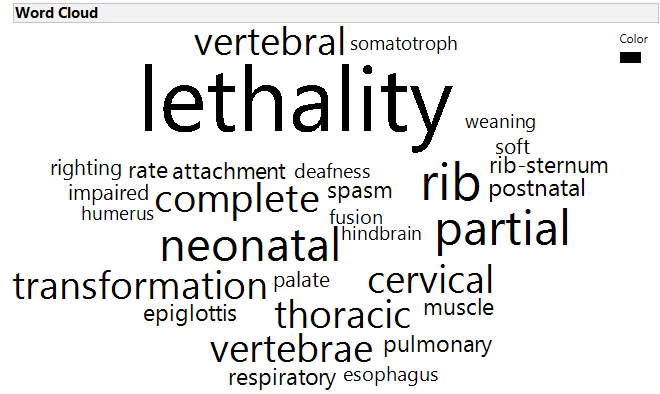 Word Cloud
Color
vertebral somatotroph
lethality
weaning
soft
righting rate attachment deafness rib rib-sternum
impaired complete spasm postnatal
humerus fusion
neonatal hindbrain partial
transformation palate cervical
epiglottis thoracic muscle
vertebrae pulmonary
respiratory esophagus